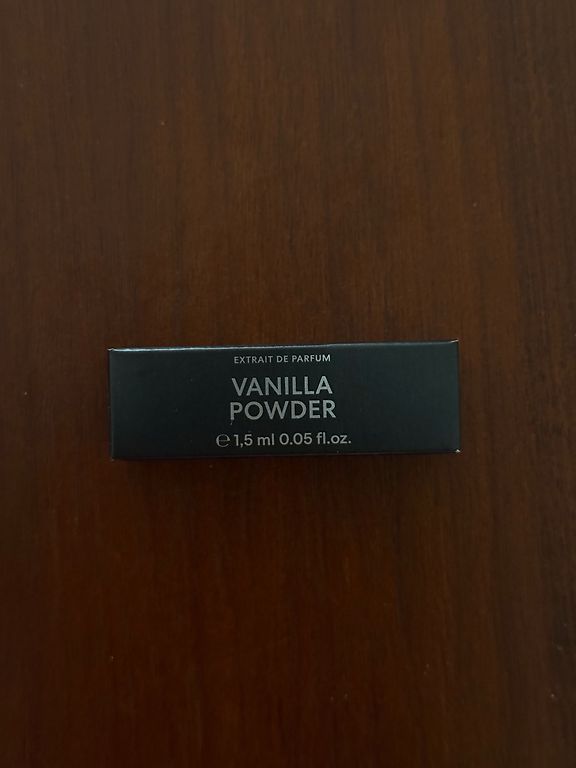 EXTRAIT DE PARFUM
VANILLA
POWDER
℮ 1,5 ml 0.05 fl.oz.